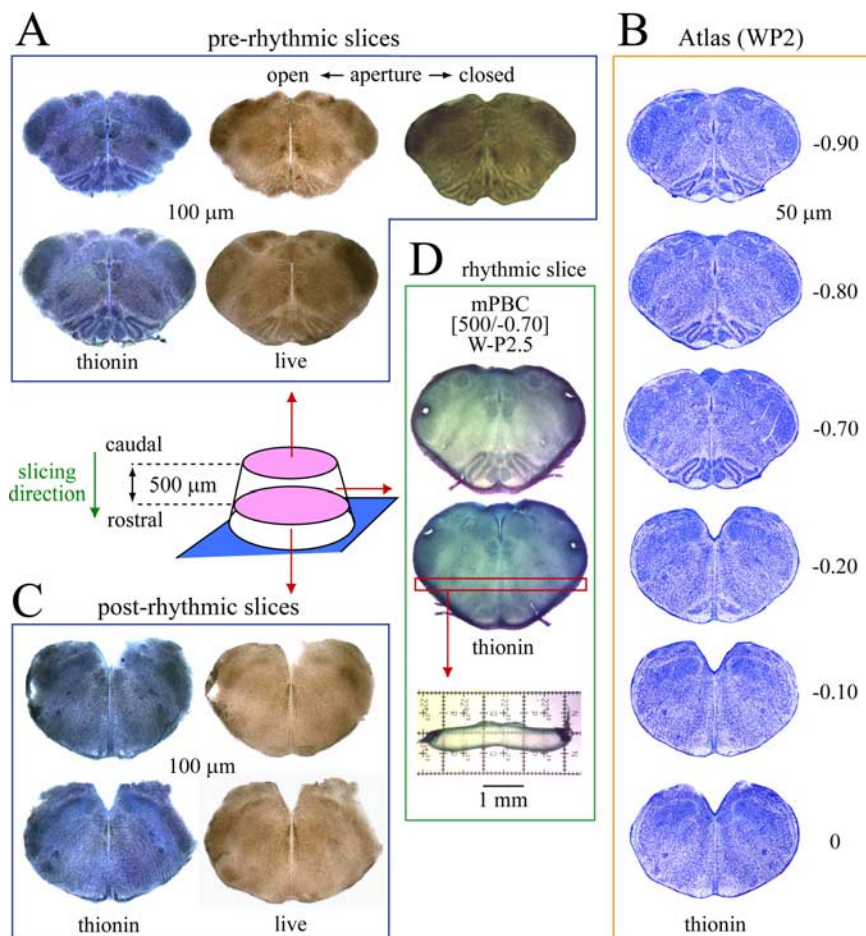 A
pre-rhythmic slices
open ← aperture → closed
100 µm
thionin
live
B
Atlas (WP2)
-0.90
50 µm
-0.80
-0.70
-0.20
-0.10
0
thionin
D
rhythmic slice
mPBC
[500/-0.70]
W-P2.5
thionin
1 mm
slicing
direction
caudal
500 µm
rostral
C
post-rhythmic slices
100 µm
thionin
live